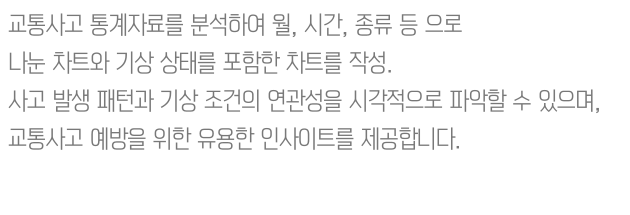 교통사고 통계자료를 분석하여 월, 시간, 종류 등 으로
나눈 차트와 기상 상태를 포함한 차트를 작성.
사고 발생 패턴과 기상 조건의 연관성을 시각적으로 파악할 수 있으며,
교통사고 예방을 위한 유용한 인사이트를 제공합니다.